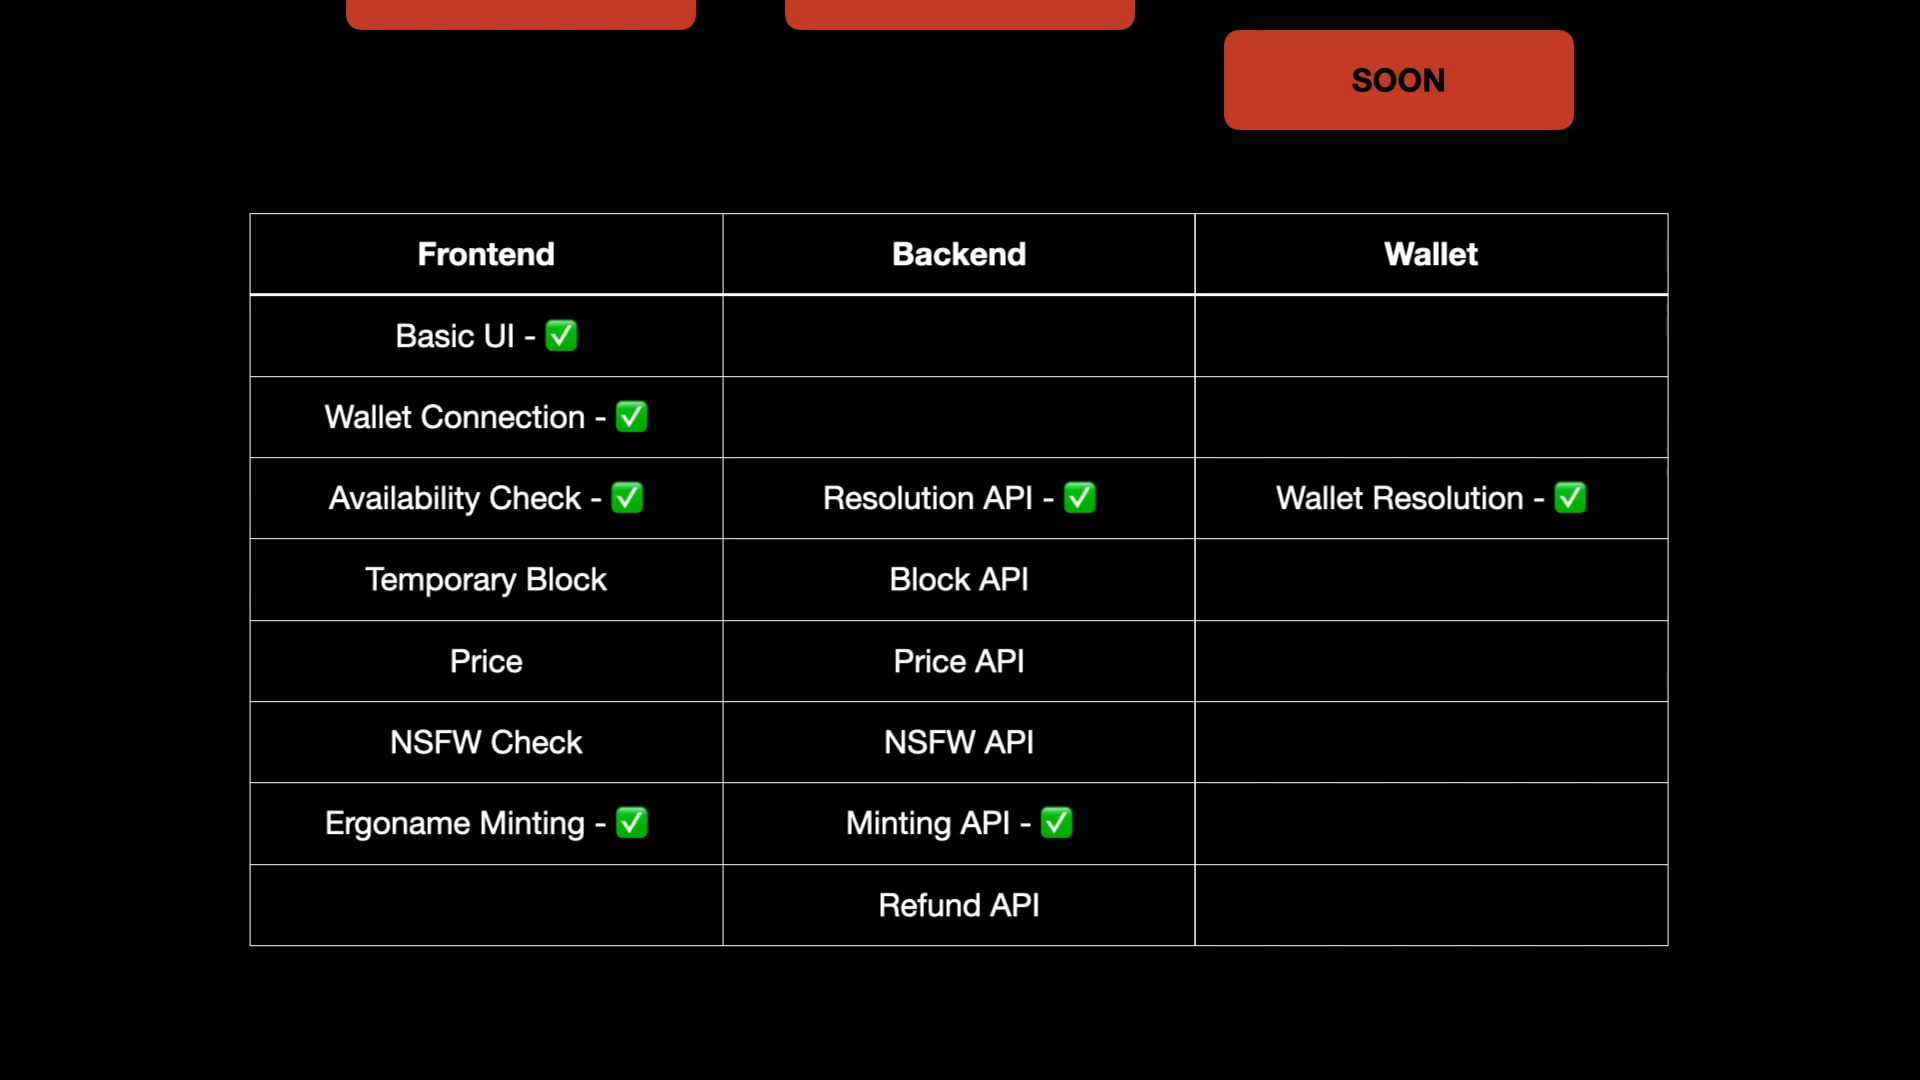 SOON
Frontend Backend Wallet
Basic UI - ✅
Wallet Connection - ✅
Availability Check - ✅ Resolution API - ✅ Wallet Resolution - ✅
Temporary Block Block API
Price Price API
NSFW Check NSFW API
Ergoname Minting - ✅ Minting API - ✅
Refund API